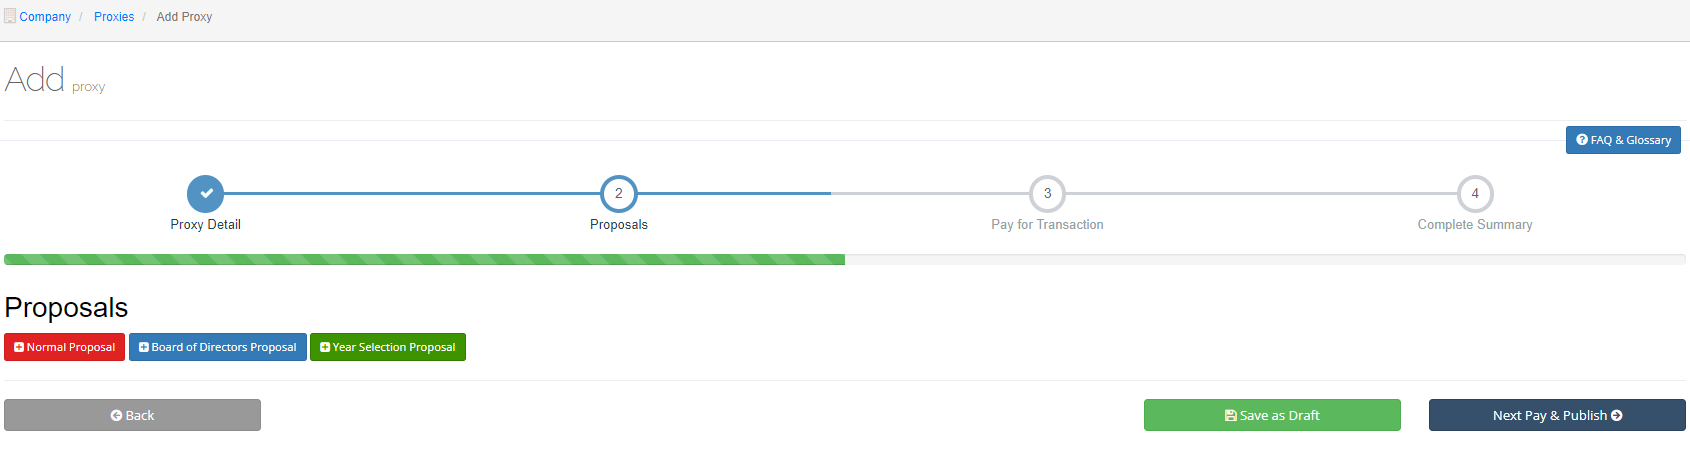 Company / Proxies / Add Proxy
Add proxy
FAQ & Glossary
2 3 4
Proxy Detail Proposals Pay for Transaction Complete Summary
Proposals
Normal Proposal Board of Directors Proposal Year Selection Proposal
Back Save as Draft Next Pay & Publish